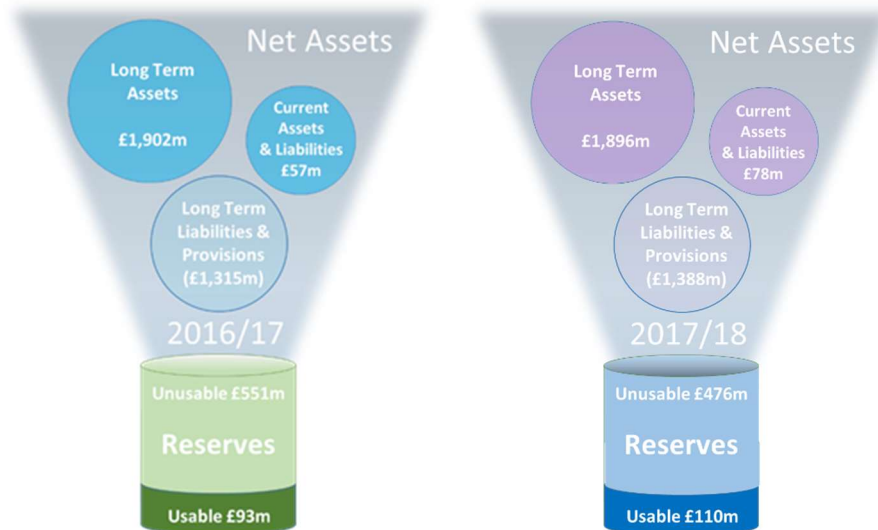 Net Assets
Long Term
Assets
£1,902m
Current
Assets
& Liabilities
£57m
Long Term
Liabilities &
Provisions
(£1,315m)
2016/17
Unusable £551m
Reserves
Usable £93m
Net Assets
Long Term
Assets
£1,896m
Current
Assets
& Liabilities
£78m
Long Term
Liabilities &
Provisions
(£1,388m)
2017/18
Unusable £476m
Reserves
Usable £110m